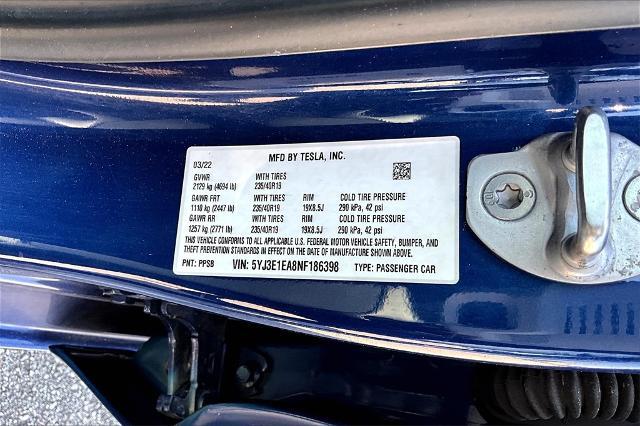 MFD BY TESLA, INC.
03/22
GVWR WITH TIRES
2129 kg (4694 lb) 235/40R19
GAWR FRT WITH TIRES RIM COLD TIRE PRESSURE
1110 kg (2447 lb) 235/40R19 19X8.5J 290 kPa, 42 psi
GAWR RR WITH TIRES RIM COLD TIRE PRESSURE
1257 kg (2771 lb) 235/40R19 19X8.5J 290 kPa, 42 psi
THIS VEHICLE CONFORMS TO ALL APPLICABLE U.S. FEDERAL MOTOR VEHICLE SAFETY, BUMPER, AND
THEFT PREVENTION STANDARDS IN EFFECT ON THE DATE OF MANUFACTURE SHOWN ABOVE.
PNT: PPSB VIN: 5YJ3E1EA8NF186398 TYPE: PASSENGER CAR